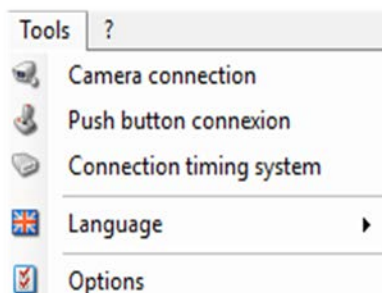 Tools ?
Camera connection
Push button connexion
Connection timing system
Language
Options